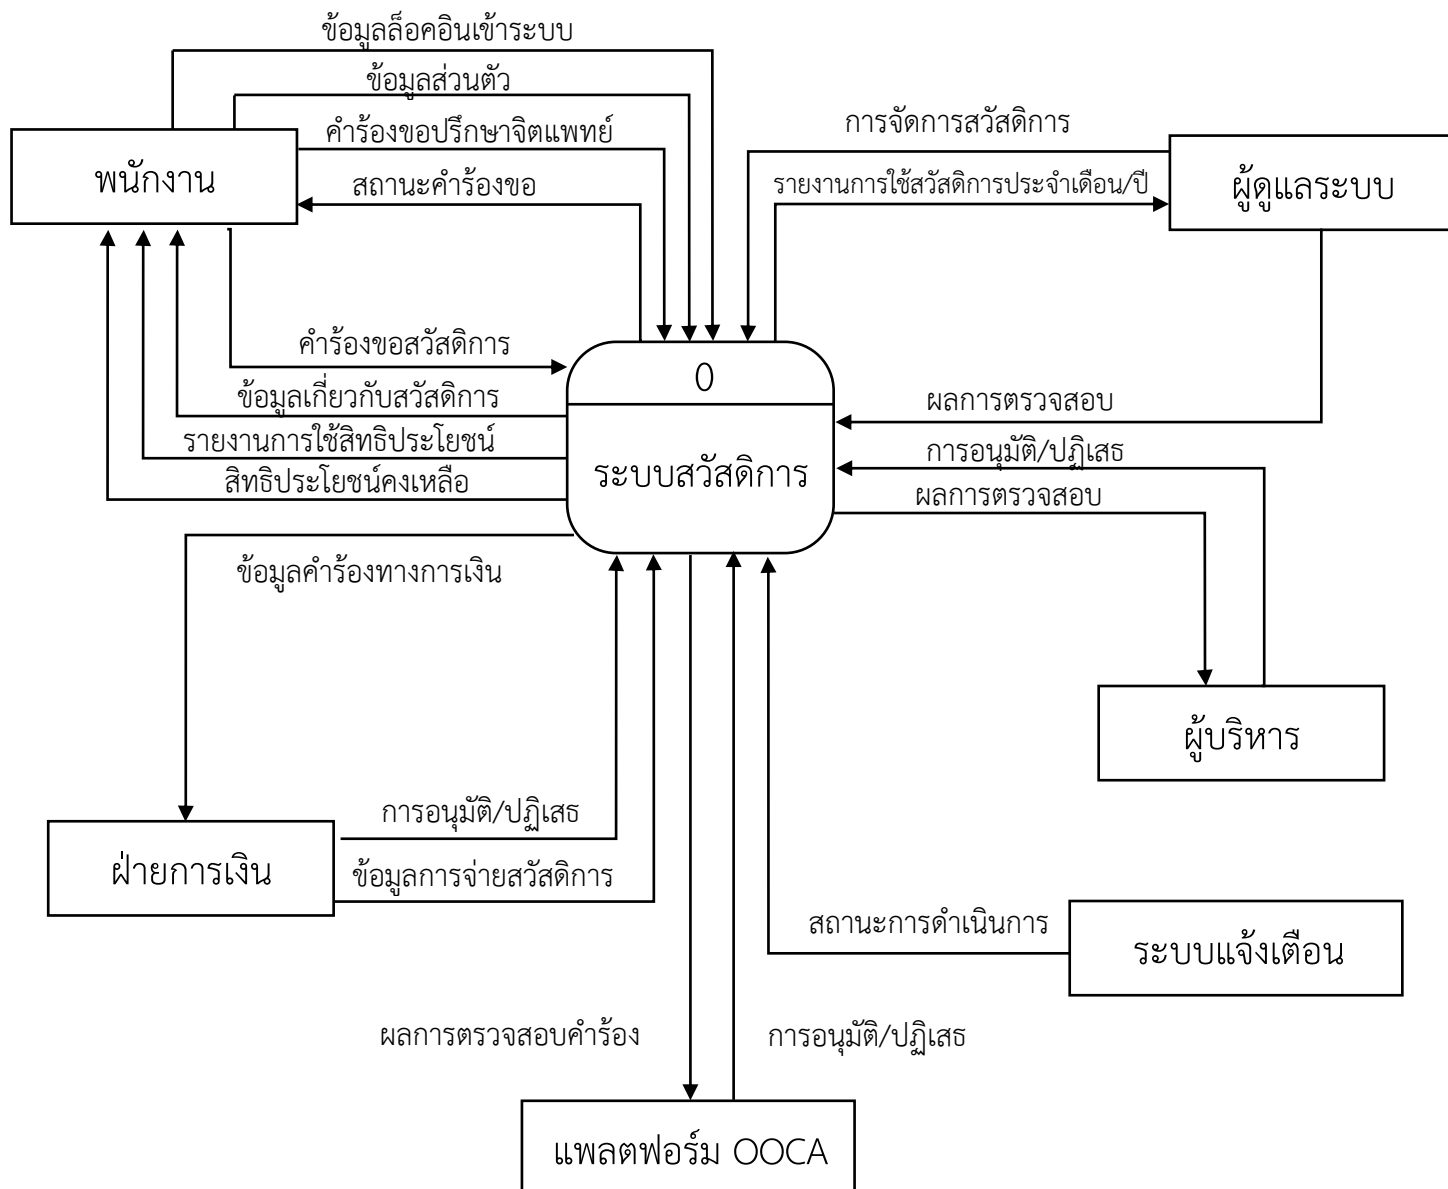 ข้อมูลล็อคอินเข้าระบบ
ข้อมูลส่วนตัว
คำร้องขอปรึกษาจิตแพทย์
สถานะคำร้องขอ
พนักงาน
การจัดการสวัสดิการ
รายงานการใช้สวัสดิการประจำเดือน/ปี
ผู้ดูแลระบบ
คำร้องขอสวัสดิการ
ข้อมูลเกี่ยวกับสวัสดิการ
รายงานการใช้สิทธิประโยชน์
สิทธิประโยชน์คงเหลือ
0
ระบบสวัสดิการ
ผลการตรวจสอบ
การอนุมัติ/ปฏิเสธ
ผลการตรวจสอบ
ข้อมูลคำร้องทางการเงิน
ผู้บริหาร
การอนุมัติ/ปฏิเสธ
ฝ่ายการเงิน
ข้อมูลการจ่ายสวัสดิการ
สถานะการดำเนินการ
ระบบแจ้งเตือน
ผลการตรวจสอบคำร้อง
การอนุมัติ/ปฏิเสธ
แพลตฟอร์ม OOCA